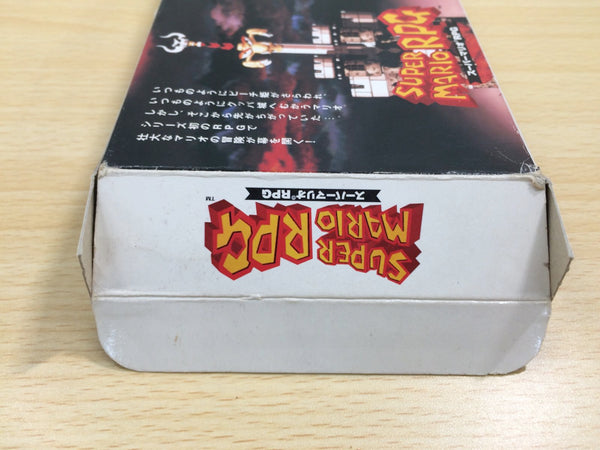 SUPER
MARIO RPG
スーパーマリオRPG
いつものようにピーチ姫がさらわれ、
いつものようにクッパ城へむかうマリオ。
しかし、そこから先がちがっていた…。
シリーズ初のRPGで
壮大なマリオの冒険が幕を開く!
SUPER
MARIO RPG
TM
スーパーマリオRPG